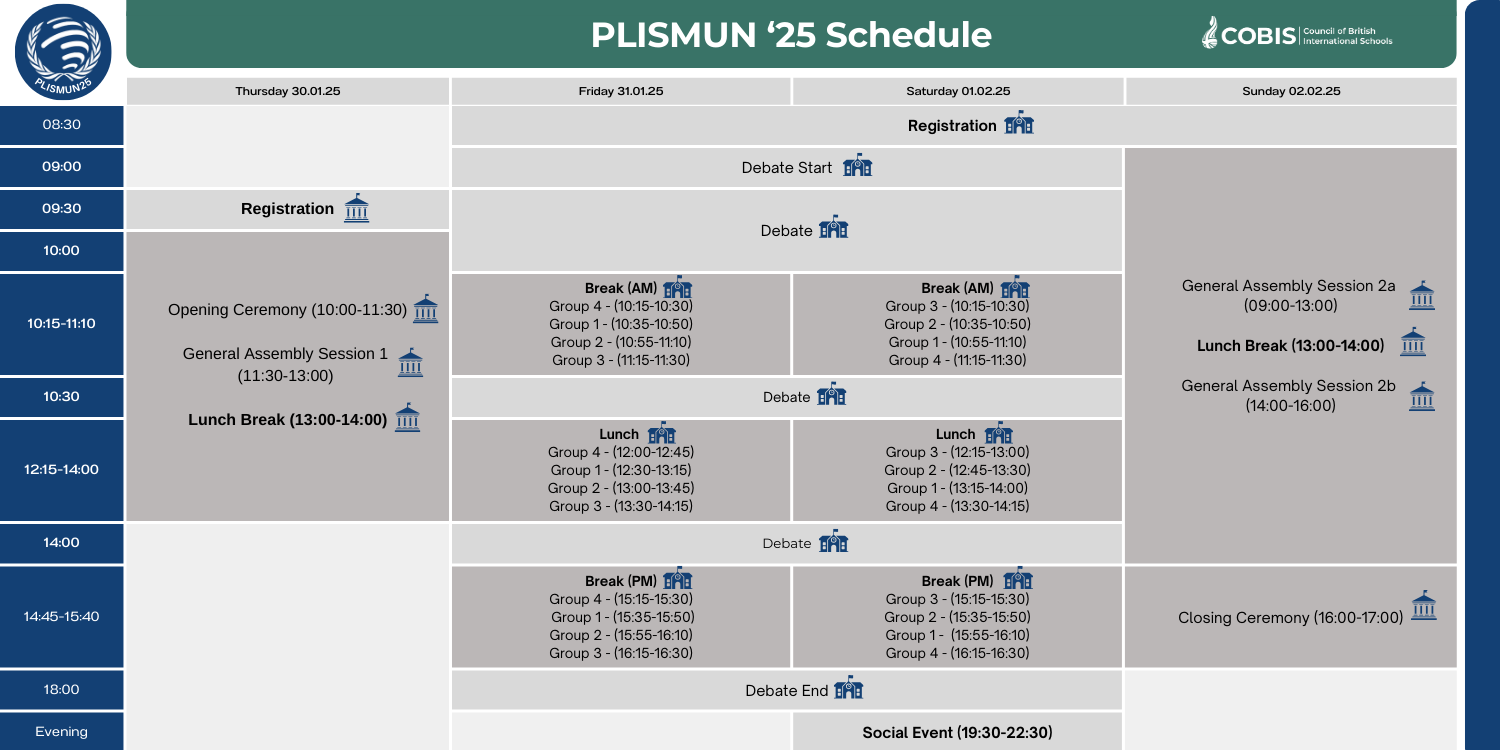 PLISMUN25
PLISMUN ‘25 Schedule
COBIS
Council of British
International Schools
Thursday 30.01.25
Friday 31.01.25
Saturday 01.02.25
Sunday 02.02.25
08:30
Registration
09:00
Debate Start
09:30
Registration
Debate
10:00
Opening Ceremony (10:00-11:30)
General Assembly Session 1
(11:30-13:00)
Lunch Break (13:00-14:00)
General Assembly Session 2a
(09:00-13:00)
Lunch Break (13:00-14:00)
General Assembly Session 2b
(14:00-16:00)
10:15-11:10
Break (AM)
Group 4 - (10:15-10:30)
Group 1 - (10:35-10:50)
Group 2 - (10:55-11:10)
Group 3 - (11:15-11:30)
Break (AM)
Group 3 - (10:15-10:30)
Group 2 - (10:35-10:50)
Group 1 - (10:55-11:10)
Group 4 - (11:15-11:30)
10:30
Debate
12:15-14:00
Lunch
Group 4 - (12:00-12:45)
Group 1 - (12:30-13:15)
Group 2 - (13:00-13:45)
Group 3 - (13:30-14:15)
Lunch
Group 3 - (12:15-13:00)
Group 2 - (12:45-13:30)
Group 1 - (13:15-14:00)
Group 4 - (13:30-14:15)
14:00
Debate
14:45-15:40
Break (PM)
Group 4 - (15:15-15:30)
Group 1 - (15:35-15:50)
Group 2 - (15:55-16:10)
Group 3 - (16:15-16:30)
Break (PM)
Group 3 - (15:15-15:30)
Group 2 - (15:35-15:50)
Group 1 - (15:55-16:10)
Group 4 - (16:15-16:30)
Closing Ceremony (16:00-17:00)
18:00
Debate End
Evening
Social Event (19:30-22:30)